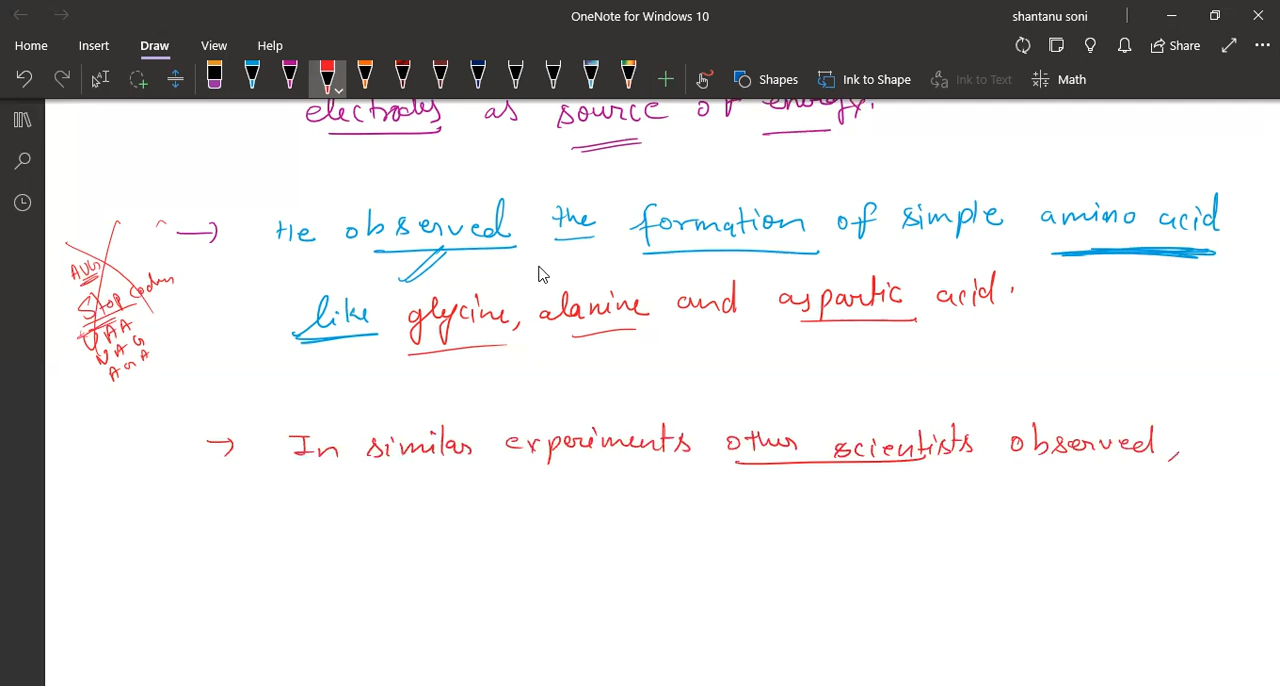 OneNote for Windows 10
shantanu soni
Home Insert Draw View Help
Share
Shapes Ink to Shape Ink to Text Math
electrodes as source of energy.
→ He observed the formation of simple amino acid
like glycine, alanine and aspartic acid.
AUG
Stop codons
UAA
UAG
→ In similar experiments other scientists observed,